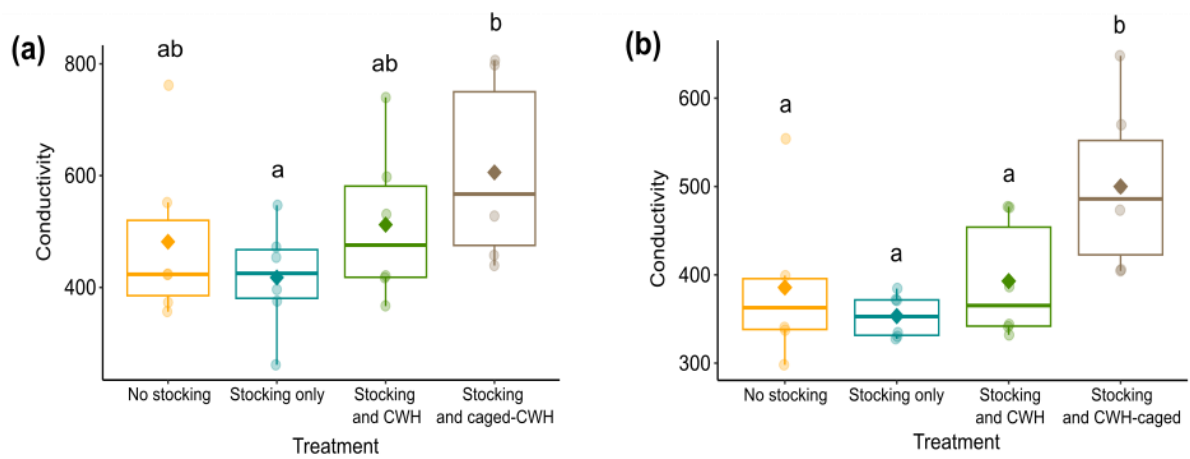 (a)
ab
a
ab
b
Conductivity
800
600
400
No stocking
Stocking only
Stocking
and CWH
Stocking
and caged-CWH
Treatment
(b)
a
a
a
b
Conductivity
600
500
400
300
No stocking
Stocking only
Stocking
and CWH
Stocking
and CWH-caged
Treatment